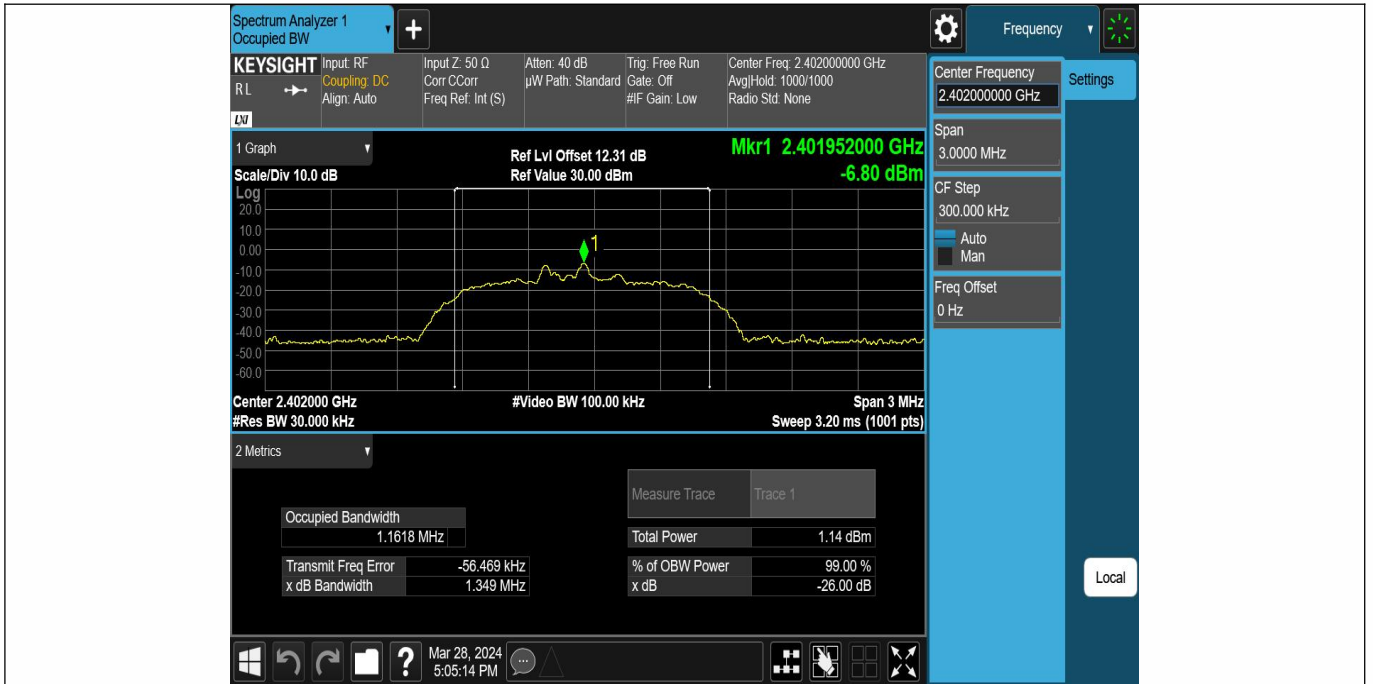 Spectrum Analyzer 1
Occupied BW
+
Frequency
KEYSIGHT
RL
LXI
Input: RF
Coupling: DC
Align: Auto
Input Z: 50 Ω
Corr CCorr
Freq Ref: Int (S)
Atten: 40 dB
µW Path: Standard
Trig: Free Run
Gate: Off
#IF Gain: Low
Center Freq: 2.402000000 GHz
Avg|Hold: 1000/1000
Radio Std: None
Center Frequency
2.402000000 GHz
Settings
Span
3.0000 MHz
CF Step
300.000 kHz
Auto
Man
Freq Offset
0 Hz
Local
1 Graph
Scale/Div 10.0 dB
Ref Lvl Offset 12.31 dB
Ref Value 30.00 dBm
Mkr1 2.401952000 GHz
-6.80 dBm
Log
20.0
10.0
0.00
-10.0
-20.0
-30.0
-40.0
-50.0
-60.0
1
Center 2.402000 GHz
#Res BW 30.000 kHz
#Video BW 100.00 kHz
Span 3 MHz
Sweep 3.20 ms (1001 pts)
2 Metrics
Measure Trace
Trace 1
Occupied Bandwidth
1.1618 MHz
Total Power
1.14 dBm
Transmit Freq Error
-56.469 kHz
% of OBW Power
99.00 %
x dB Bandwidth
1.349 MHz
x dB
-26.00 dB
?
Mar 28, 2024
5:05:14 PM